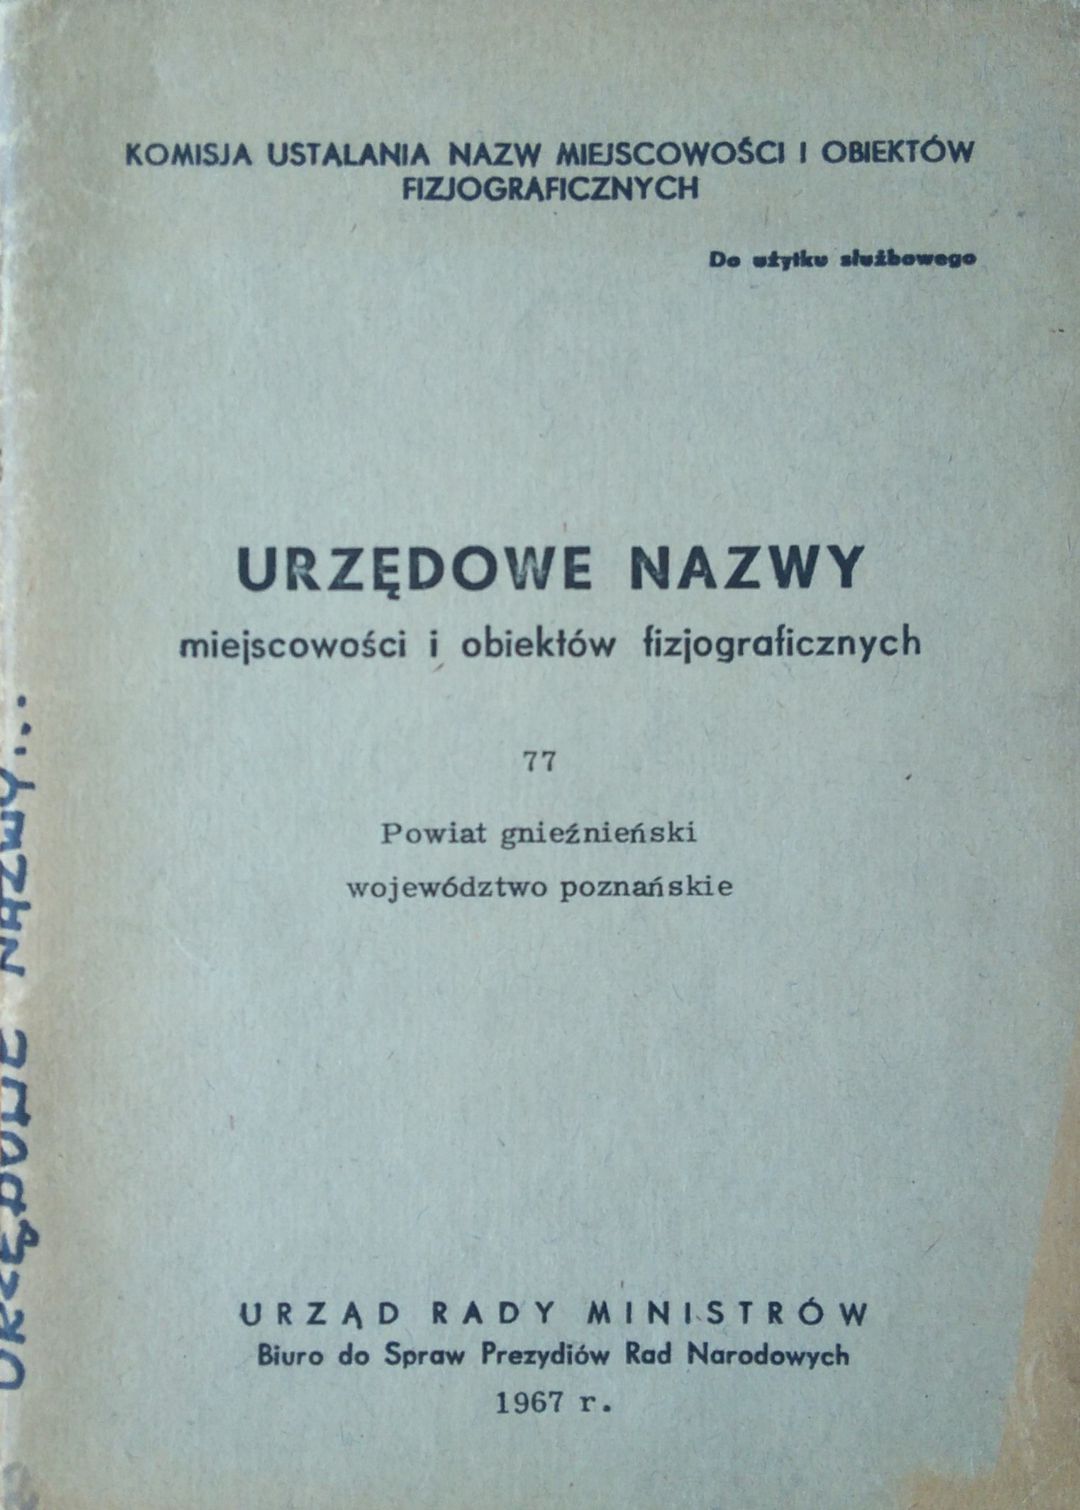 KOMISJA USTALANIA NAZW MIEJSCOWOŚCI I OBIEKTÓW
FIZJOGRAFICZNYCH
Do użytku służbowego
URZĘDOWE NAZWY
miejscowości i obiektów fizjograficznych
77
Powiat gnieźnieński
województwo poznańskie
URZĄD RADY MINISTRÓW
Biuro do Spraw Prezydiów Rad Narodowych
1967 r.
URZĘDOWE NAZWY...